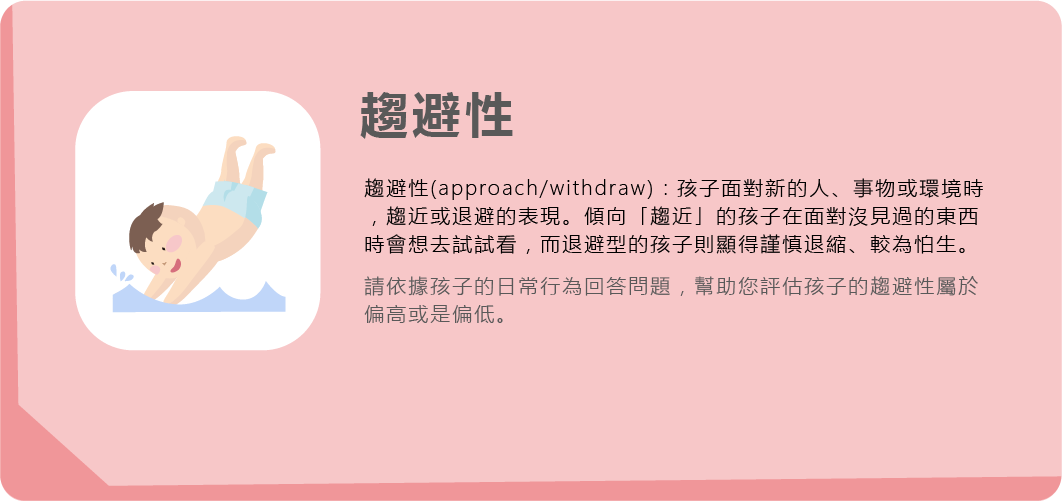 趨避性
趨避性(approach/withdraw)：孩子面對新的人、事物或環境時
，趨近或退避的表現。傾向「趨近」的孩子在面對沒見過的東西
時會想去試試看，而退避型的孩子則顯得謹慎退縮、較為怕生。
請依據孩子的日常行為回答問題，幫助您評估孩子的趨避性屬於
偏高或是偏低。